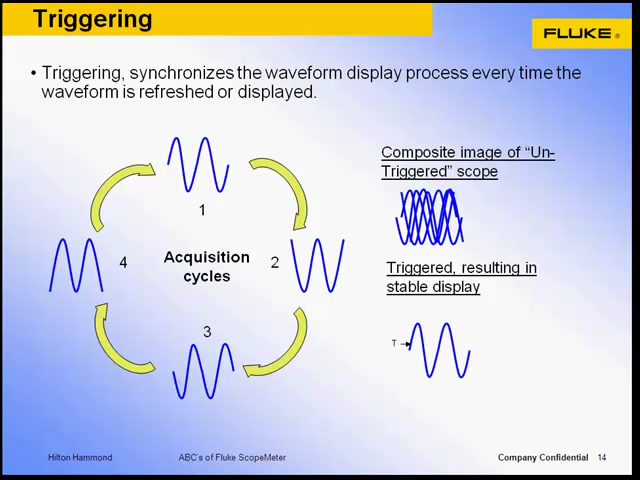 Triggering
FLUKE®
• Triggering, synchronizes the waveform display process every time the
waveform is refreshed or displayed.
Composite image of “Un-
Triggered” scope
1
4
Acquisition
cycles
2
Triggered, resulting in
stable display
3
T
Hilton Hammond
ABC's of Fluke ScopeMeter
Company Confidential 14